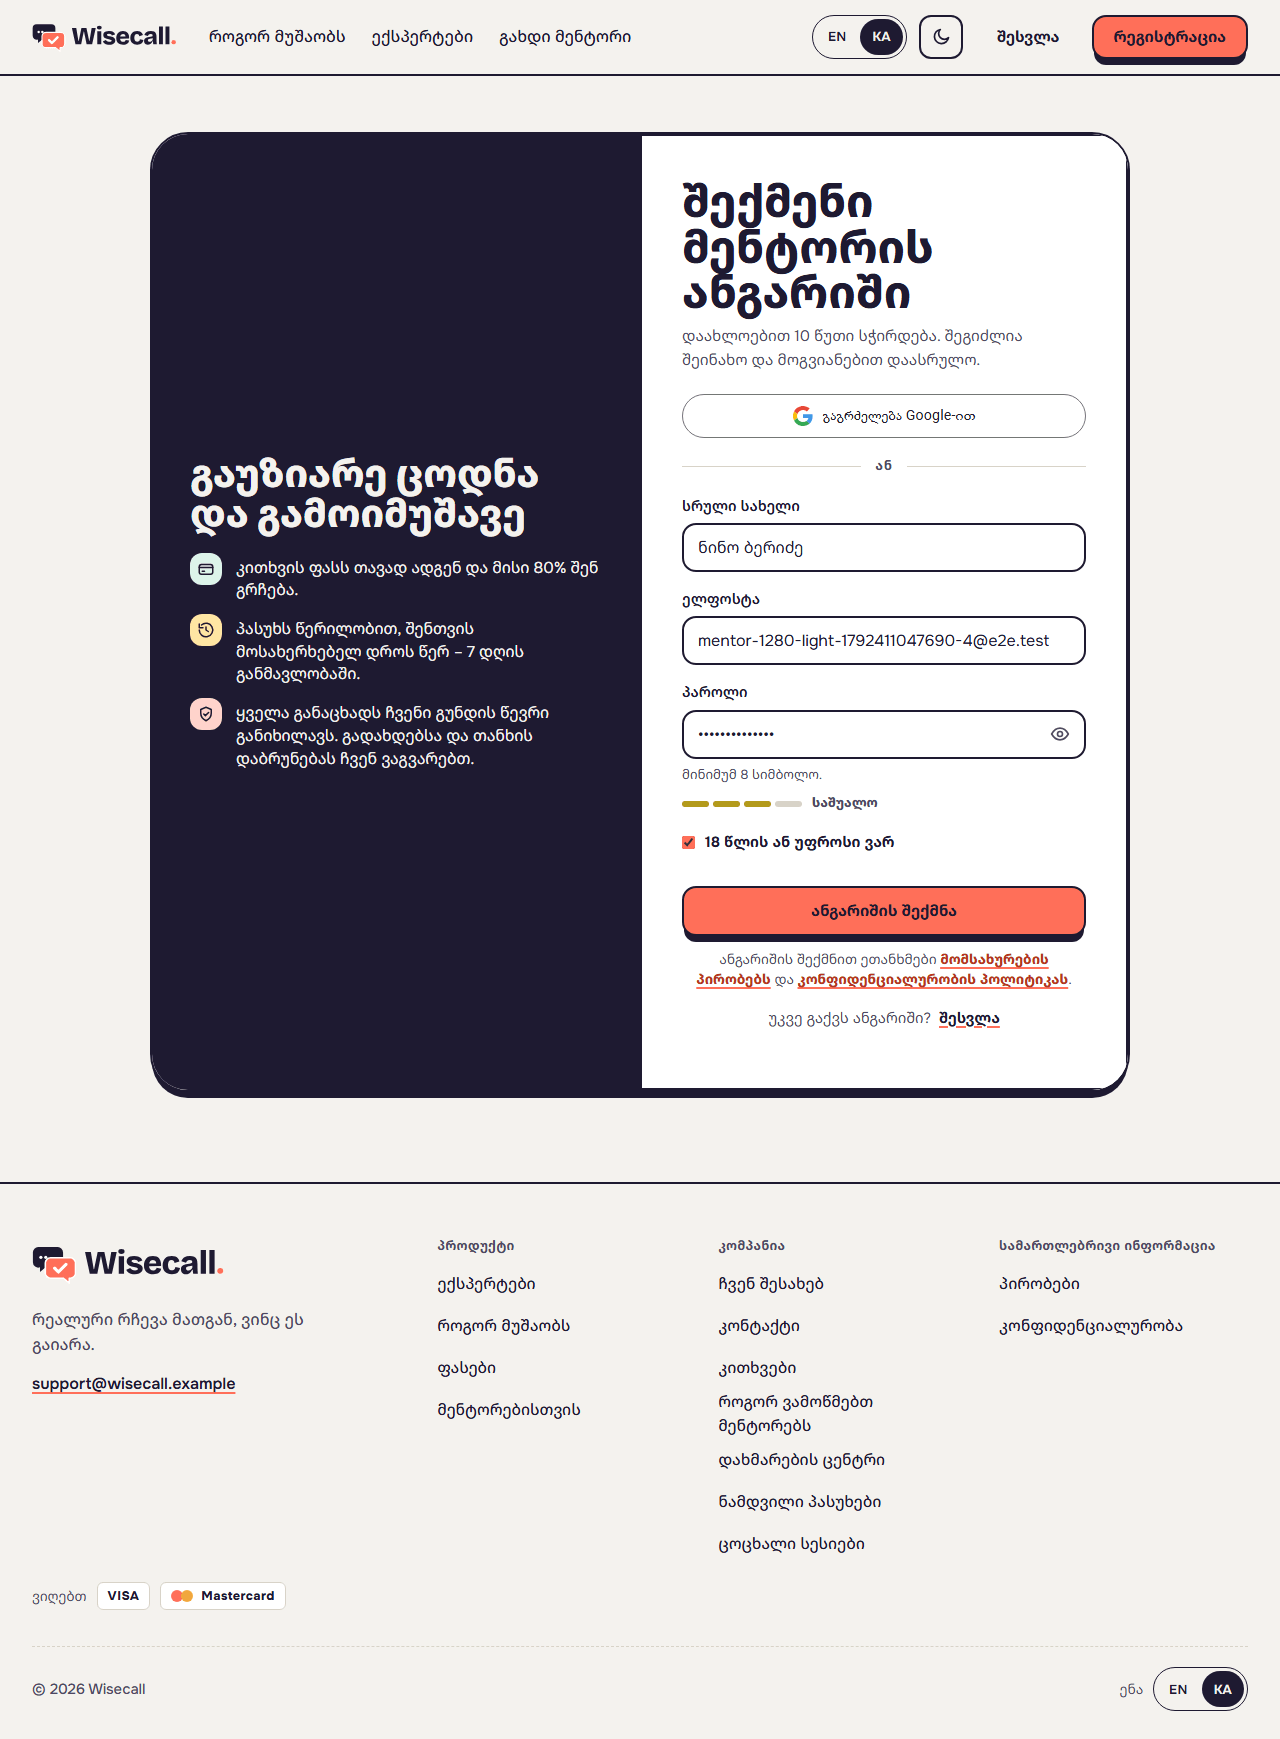 Wisecall.
როგორ მუშაობს
ექსპერტები
გახდი მენტორი
EN
KA
შესვლა
რეგისტრაცია
გაუზიარე ცოდნა
და გამოიმუშავე
კითხვის ფასს თავად ადგენ და მისი 80% შენ
გრჩება.
პასუხს წერილობით, შენთვის
მოსახერხებელ დროს წერ – 7 დღის
განმავლობაში.
ყველა განაცხადს ჩვენი გუნდის წევრი
განიხილავს. გადახდებსა და თანხის
დაბრუნებას ჩვენ ვაგვარებთ.
შექმენი
მენტორის
ანგარიში
დაახლოებით 10 წუთი სჭირდება. შეგიძლია
შეინახო და მოგვიანებით დაასრულო.
გაგრძელება Google-ით
ან
სრული სახელი
ნინო ბერიძე
ელფოსტა
mentor-1280-light-1792411047690-4@e2e.test
პაროლი
••••••••••••••
მინიმუმ 8 სიმბოლო.
საშუალო
18 წლის ან უფროსი ვარ
ანგარიშის შექმნა
ანგარიშის შექმნით ეთანხმები მომსახურების
პირობებს და კონფიდენციალურობის პოლიტიკას.
უკვე გაქვს ანგარიში? შესვლა
Wisecall.
რეალური რჩევა მათგან, ვინც ეს
გაიარა.
support@wisecall.example
პროდუქტი
ექსპერტები
როგორ მუშაობს
ფასები
მენტორებისთვის
კომპანია
ჩვენ შესახებ
კონტაქტი
კითხვები
როგორ ვამოწმებთ
მენტორებს
დახმარების ცენტრი
ნამდვილი პასუხები
ცოცხალი სესიები
სამართლებრივი ინფორმაცია
პირობები
კონფიდენციალურობა
ვიღებთ
VISA
Mastercard
© 2026 Wisecall
ენა
EN
KA